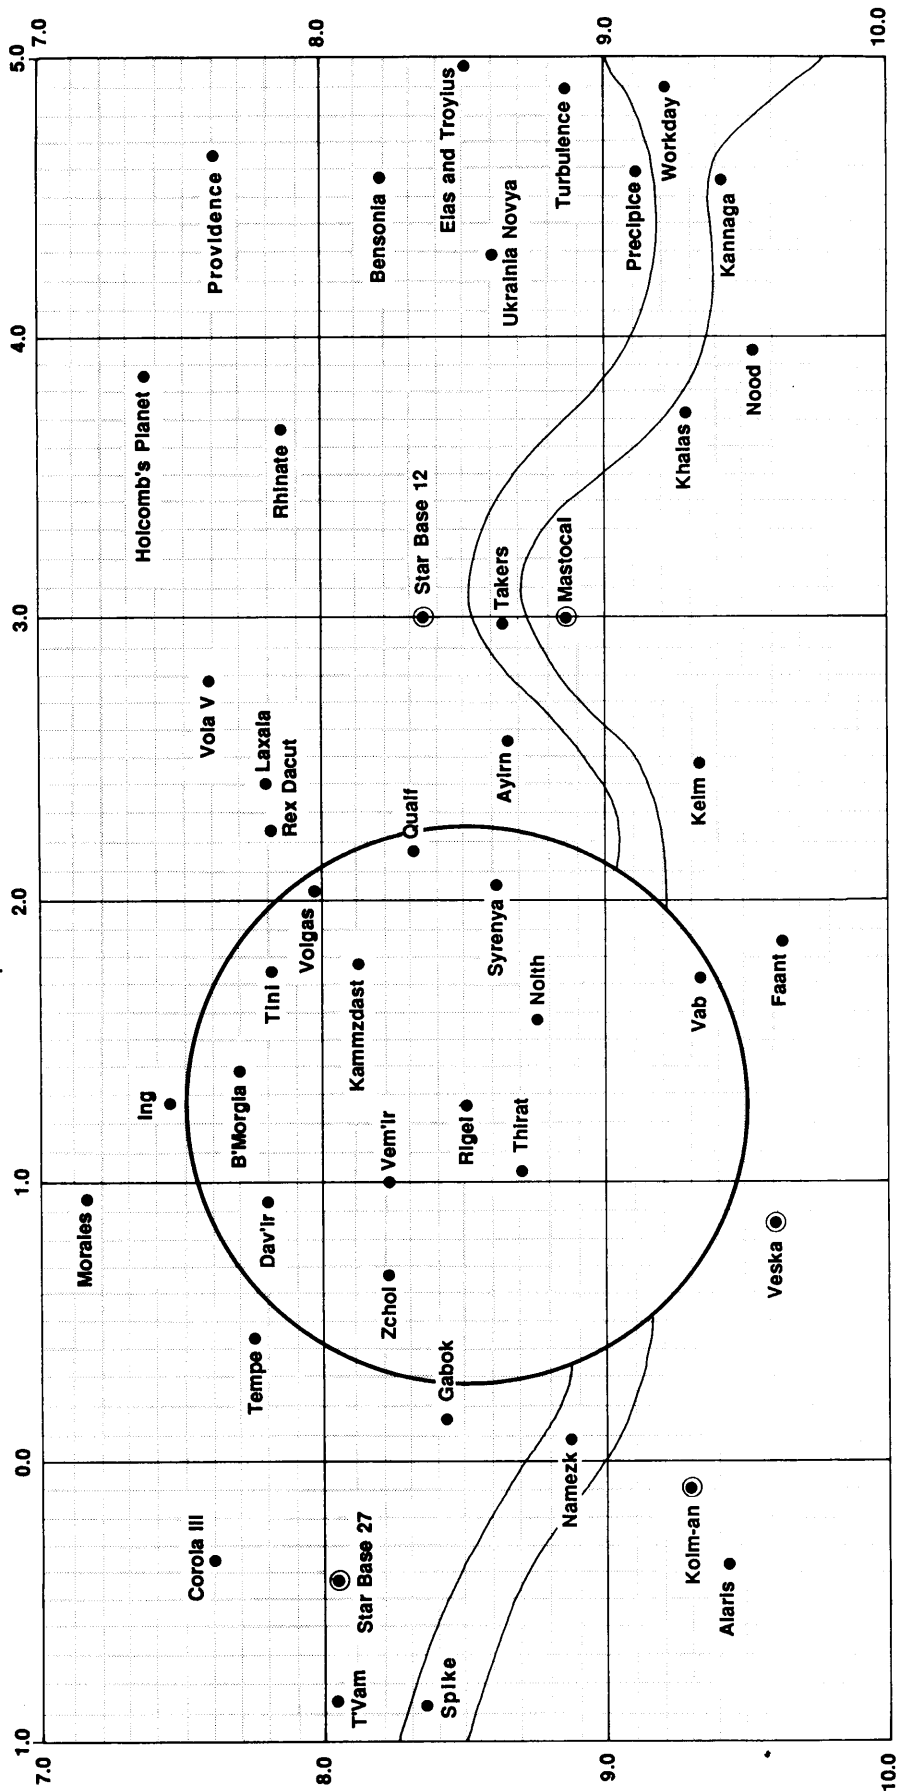 1.0
0.0
1.0
2.0
3.0
4.0
5.0
7.0
7.0
Morales
Ing
Holcomb's Planet
Corola III
Vola V
Providence
Tempe
Dav'ir
B'Morgia
Tini
Rex Dacut
Laxala
Rhinate
Volgas
8.0
8.0
T'Vam
Star Base 27
Kammzdast
Bensonia
Zchol
Vem'ir
Qualf
Star Base 12
Spike
Gabok
Rigel
Elas and Troyius
Thirat
Syrenya
Ayirn
Takers
Ukrainia Novya
Nolth
Namezk
Mastocal
Turbulence
9.0
9.0
Precipice
Kolm-an
Vab
Kelm
Khalas
Workday
Alaris
Kannaga
Veska
Faant
Nood
10.0
10.0